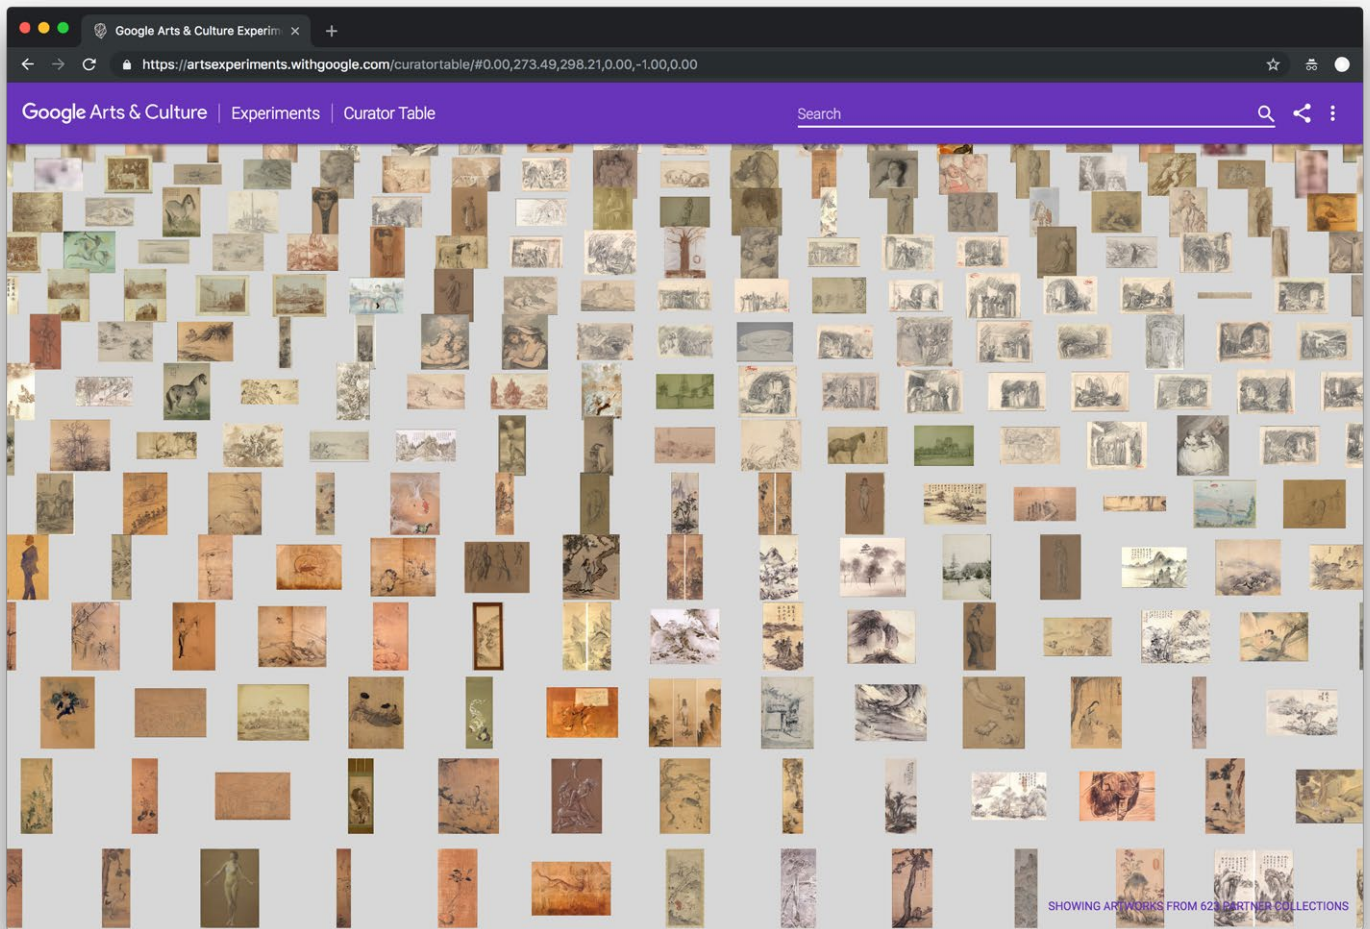 Google Arts & Culture Experim
https://artsexperiments.withgoogle.com/curatortable/#0.00,273.49,298.21,0.00,-1.00,0.00
Google Arts & Culture | Experiments | Curator Table
Search
SHOWING ARTWORKS FROM 623 PARTNER COLLECTIONS